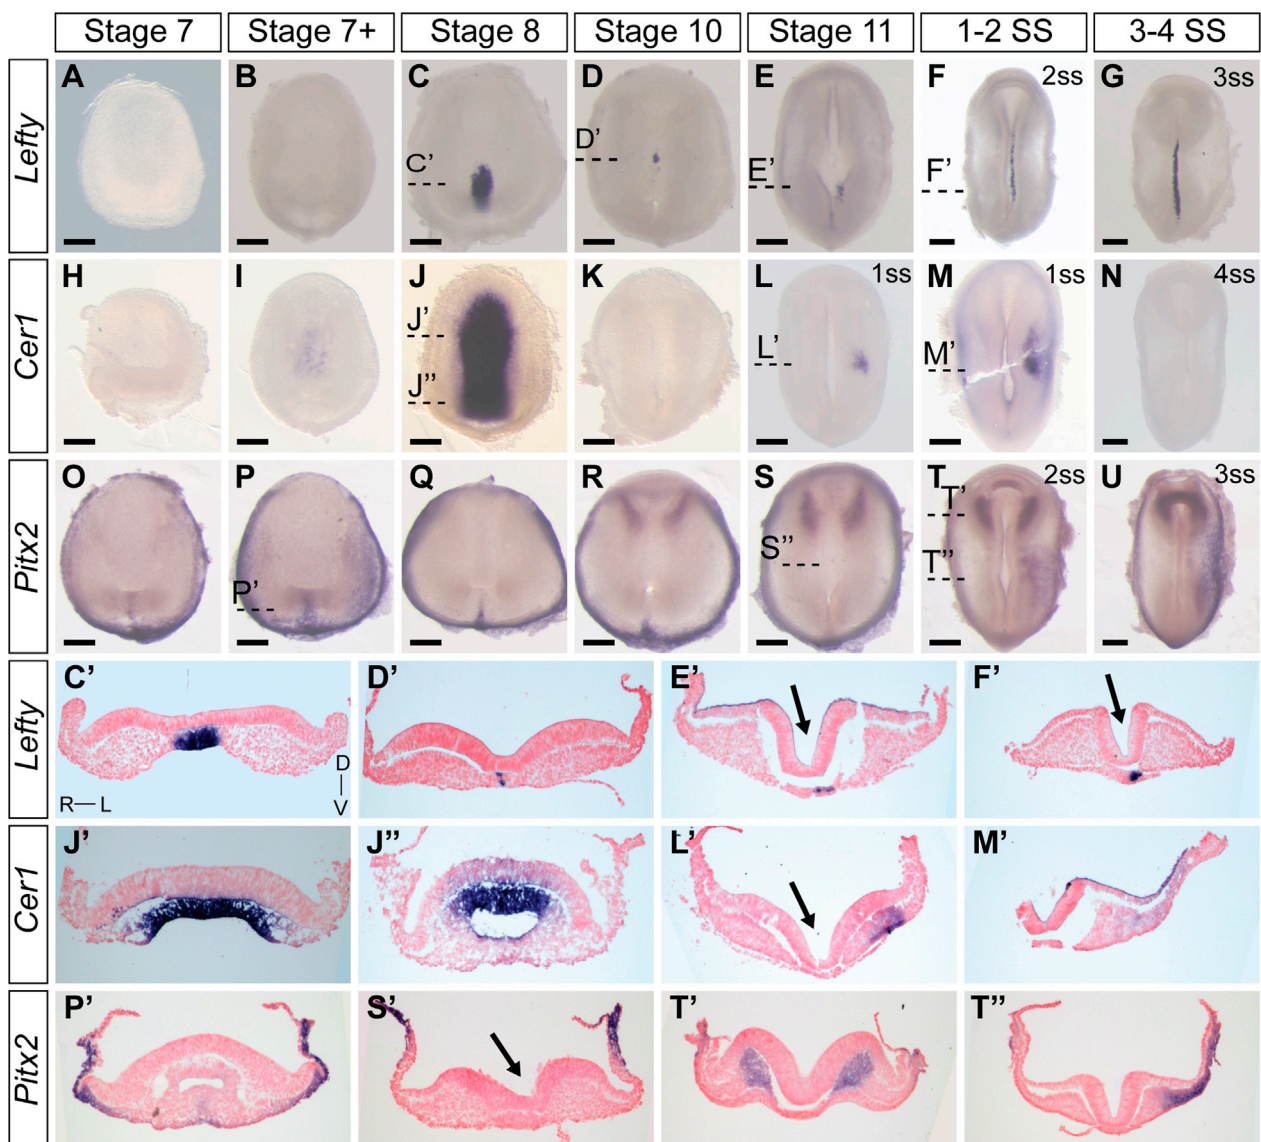 Stage 7 Stage 7+ Stage 8 Stage 10 Stage 11 1-2 SS 3-4 SS
Lefty
A B C D E F 2ss G 3ss
C’ D’ E’ F’
Cer1
H I J K L 1ss M 1ss N 4ss
J’ J’’ L’ M’
Pitx2
O P Q R S T 2ss U 3ss
P’ S’’ T’ T’’
Lefty
C’ D’ E’ F’
D
V
R L
Cer1
J’ J’’ L’ M’
Pitx2
P’ S’ T’ T’’